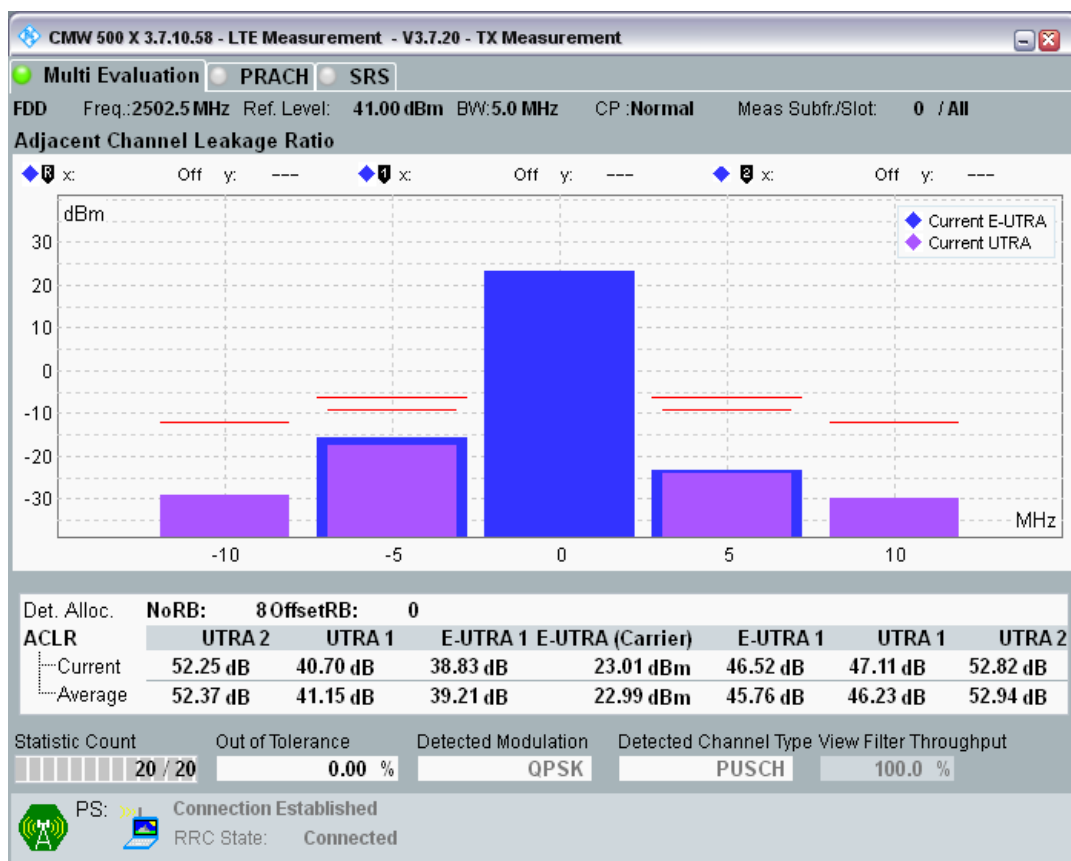 CMW 500 X 3.7.10.58 - LTE Measurement - V3.7.20 - TX Measurement
Multi Evaluation PRACH SRS
FDD Freq.:2502.5 MHz Ref. Level: 41.00 dBm BW:5.0 MHz CP :Normal Meas Subfr./Slot: 0 / All
Adjacent Channel Leakage Ratio
R x: Off y: --- 1 x: Off y: --- 2 x: Off y: ---
dBm
Current E-UTRA
Current UTRA
30
20
10
0
-10
-20
-30
MHz
-10 -5 0 5 10
Det. Alloc. NoRB: 8 OffsetRB: 0
ACLR UTRA 2 UTRA 1 E-UTRA 1 E-UTRA (Carrier) E-UTRA 1 UTRA 1 UTRA 2
Current 52.25 dB 40.70 dB 38.83 dB 23.01 dBm 46.52 dB 47.11 dB 52.82 dB
Average 52.37 dB 41.15 dB 39.21 dB 22.99 dBm 45.76 dB 46.23 dB 52.94 dB
Statistic Count Out of Tolerance Detected Modulation Detected Channel Type View Filter Throughput
20 / 20 0.00 % QPSK PUSCH 100.0 %
PS: Connection Established
RRC State: Connected